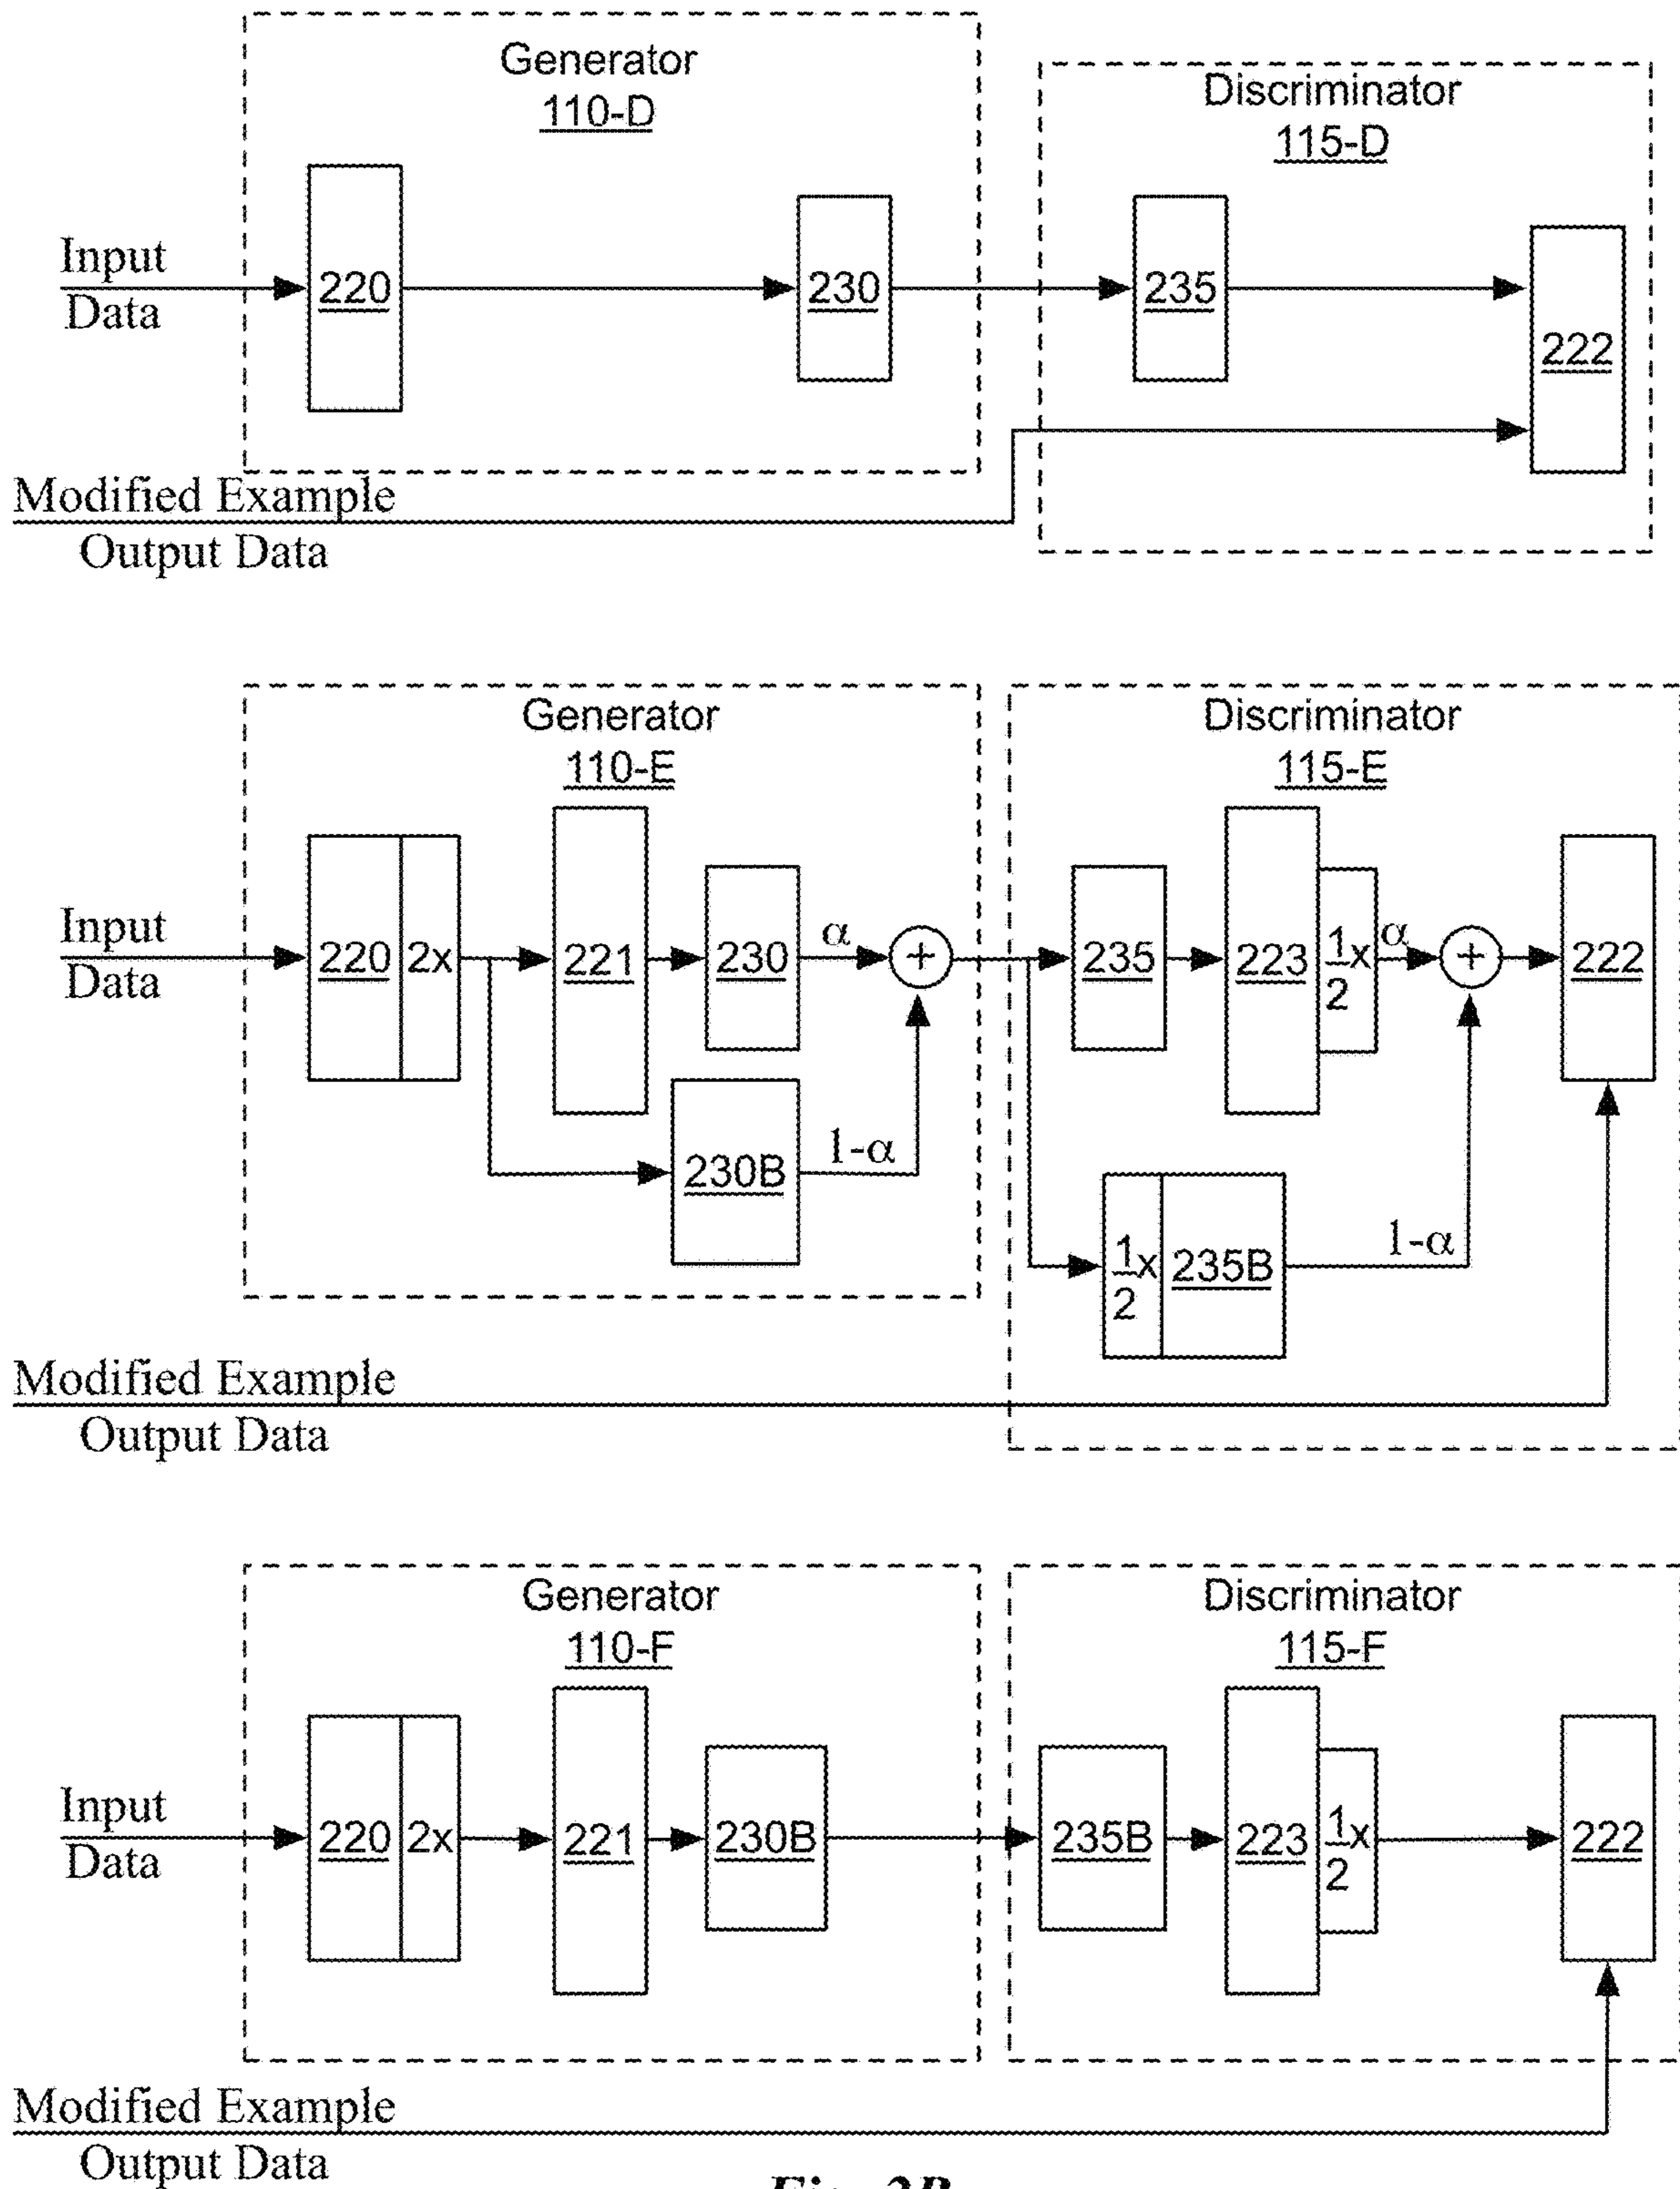 Generator
110-D
Discriminator
115-D
Input
Data
220
230
235
222
Modified Example
Output Data
Generator
110-E
Discriminator
115-E
Input
Data
220 2x
221
230
α
+
235
223
1/2 x
α
+
222
230B
1-α
1/2 x
235B
1-α
Modified Example
Output Data
Generator
110-F
Discriminator
115-F
Input
Data
220 2x
221
230B
235B
223
1/2 x
222
Modified Example
Output Data